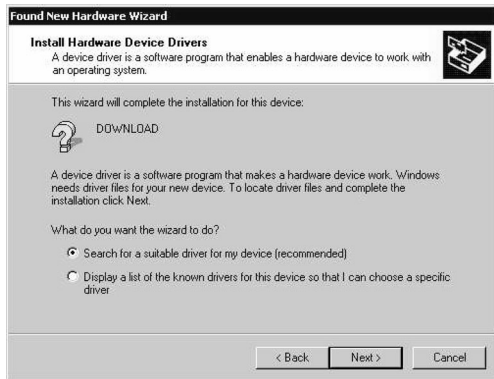 Found New Hardware Wizard
Install Hardware Device Drivers
A device driver is a software program that enables a hardware device to work with
an operating system.
This wizard will complete the installation for this device:
DOWNLOAD
A device driver is a software program that makes a hardware device work. Windows
needs driver files for your new device. To locate driver files and complete the
installation click Next.
What do you want the wizard to do?
Search for a suitable driver for my device (recommended)
Display a list of the known drivers for this device so that I can choose a specific
driver
< Back Next > Cancel